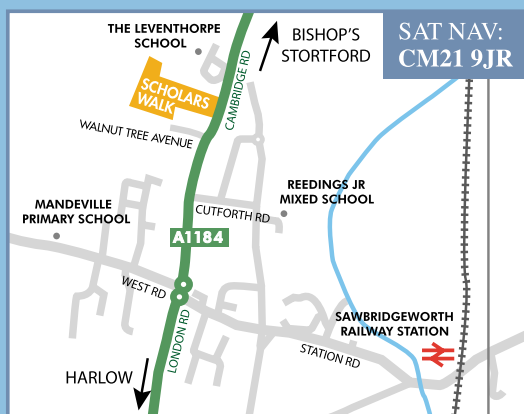 THE LEVENTHORPE
SCHOOL
BISHOP'S
STORTFORD
SAT NAV:
CM21 9JR
CAMBRIDGE RD
SCHOLARS
WALK
WALNUT TREE AVENUE
REEDINGS JR
MIXED SCHOOL
MANDEVILLE
PRIMARY SCHOOL
CUTFORTH RD
A1184
WEST RD
LONDON RD
SAWBRIDGEWORTH
RAILWAY STATION
STATION RD
HARLOW